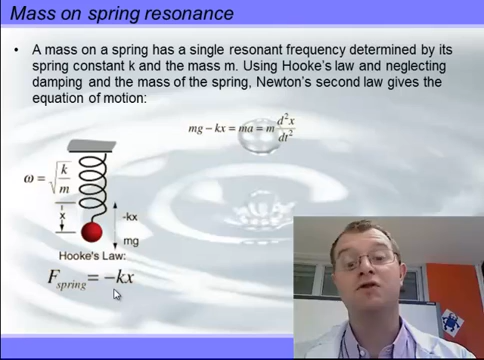 Mass on spring resonance
• A mass on a spring has a single resonant frequency determined by its
spring constant k and the mass m. Using Hooke's law and neglecting
damping and the mass of the spring, Newton's second law gives the
equation of motion:
mg − kx = ma = m d²x/dt²
ω = √(k/m)
x
-kx
mg
Hooke's Law:
F_spring = −kx